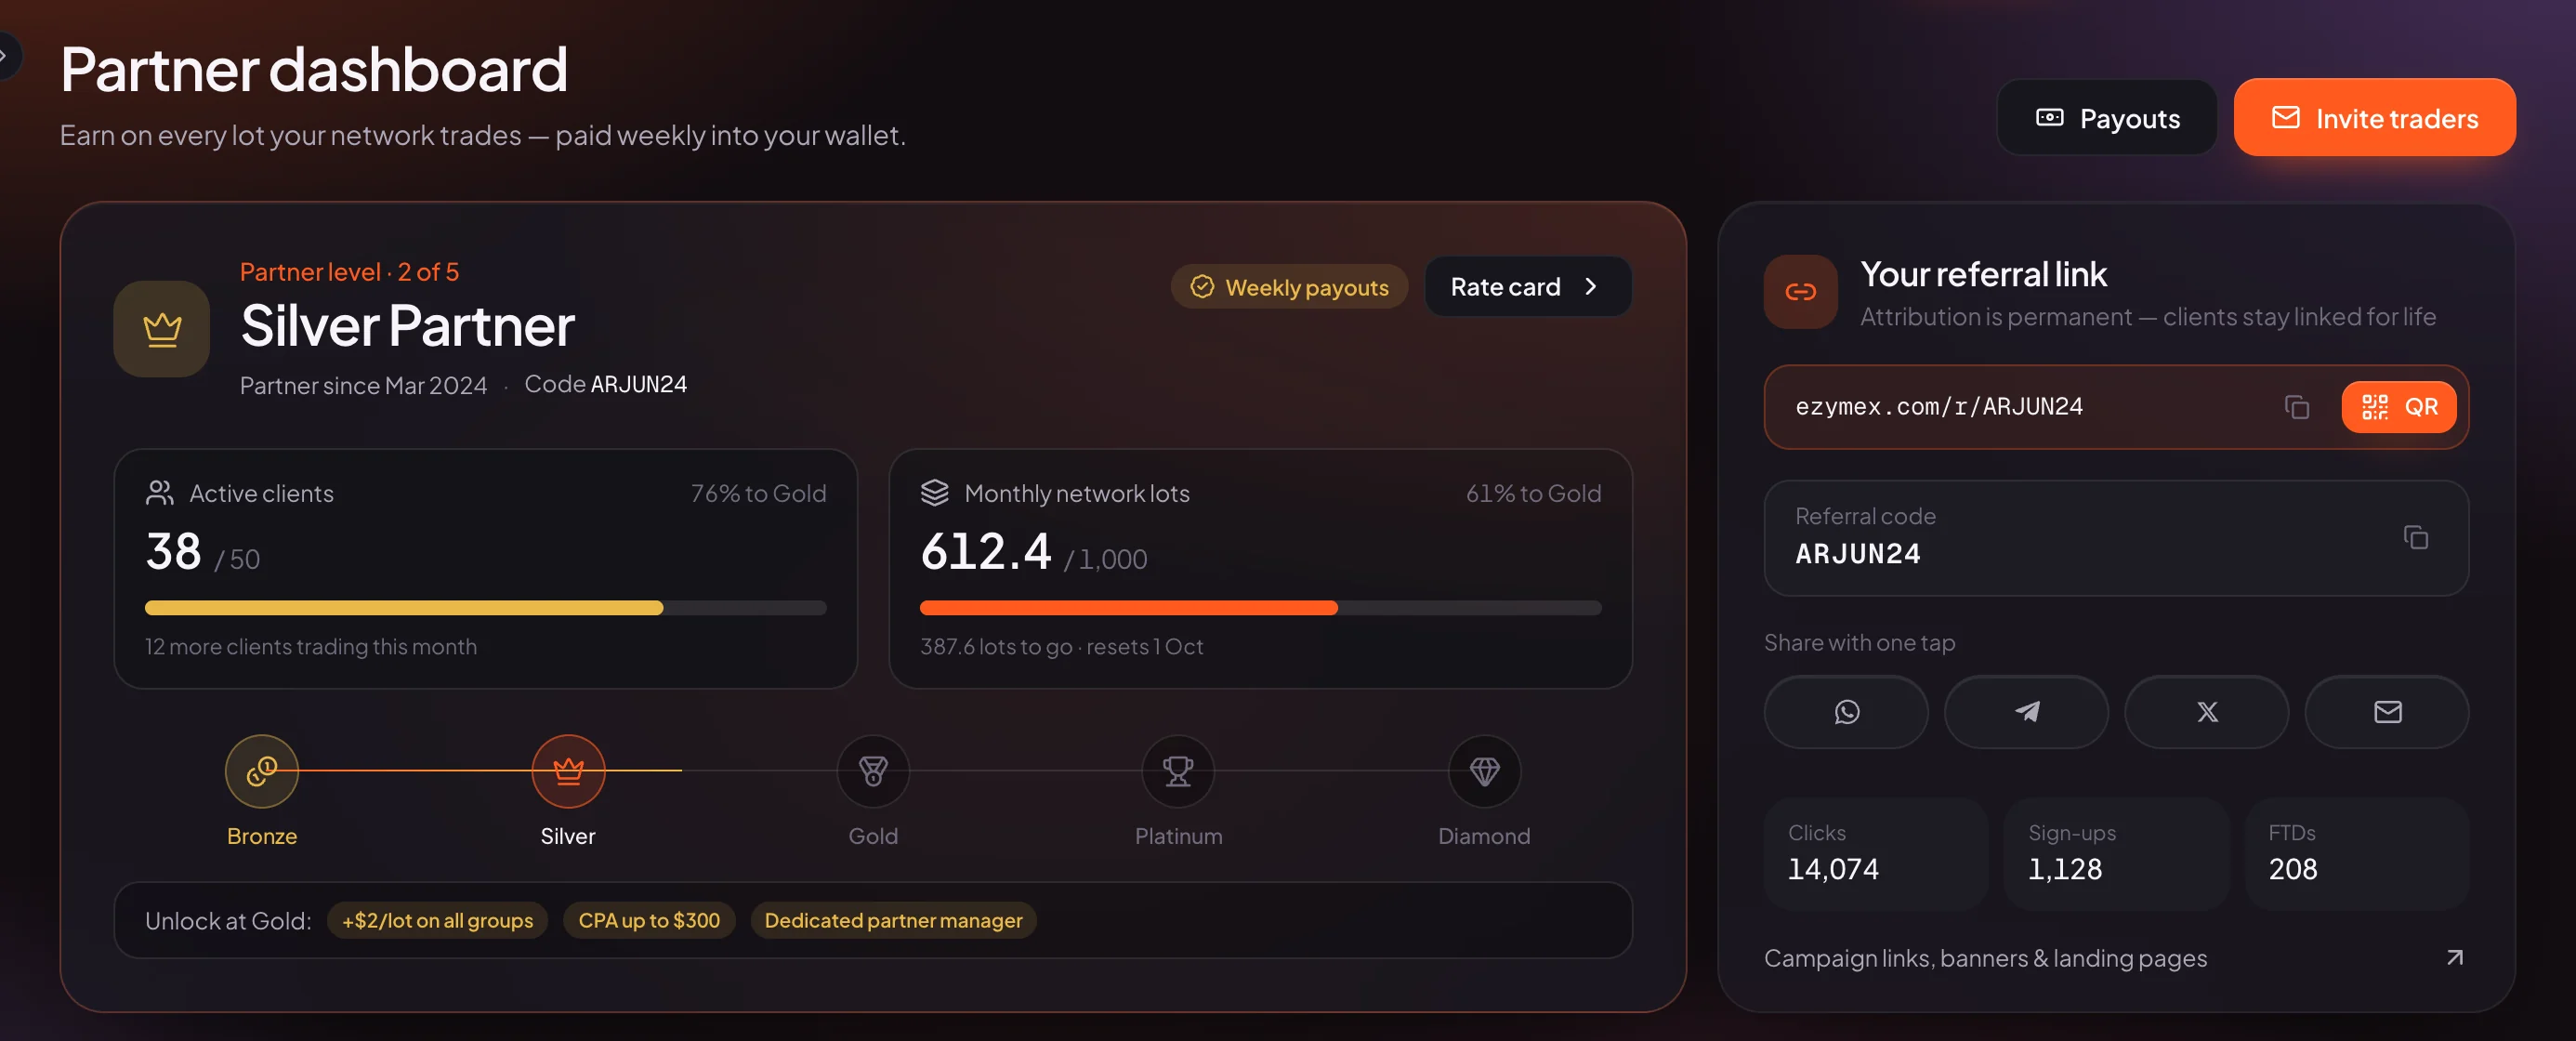 Partner dashboard
Earn on every lot your network trades — paid weekly into your wallet.
Payouts
Invite traders
Partner level · 2 of 5
Silver Partner
Partner since Mar 2024 · Code ARJUN24
Weekly payouts
Rate card
Active clients
76% to Gold
38 / 50
12 more clients trading this month
Monthly network lots
61% to Gold
612.4 / 1,000
387.6 lots to go · resets 1 Oct
Bronze
Silver
Gold
Platinum
Diamond
Unlock at Gold: +$2/lot on all groups CPA up to $300 Dedicated partner manager
Your referral link
Attribution is permanent — clients stay linked for life
ezymex.com/r/ARJUN24
QR
Referral code
ARJUN24
Share with one tap
Clicks
14,074
Sign-ups
1,128
FTDs
208
Campaign links, banners & landing pages